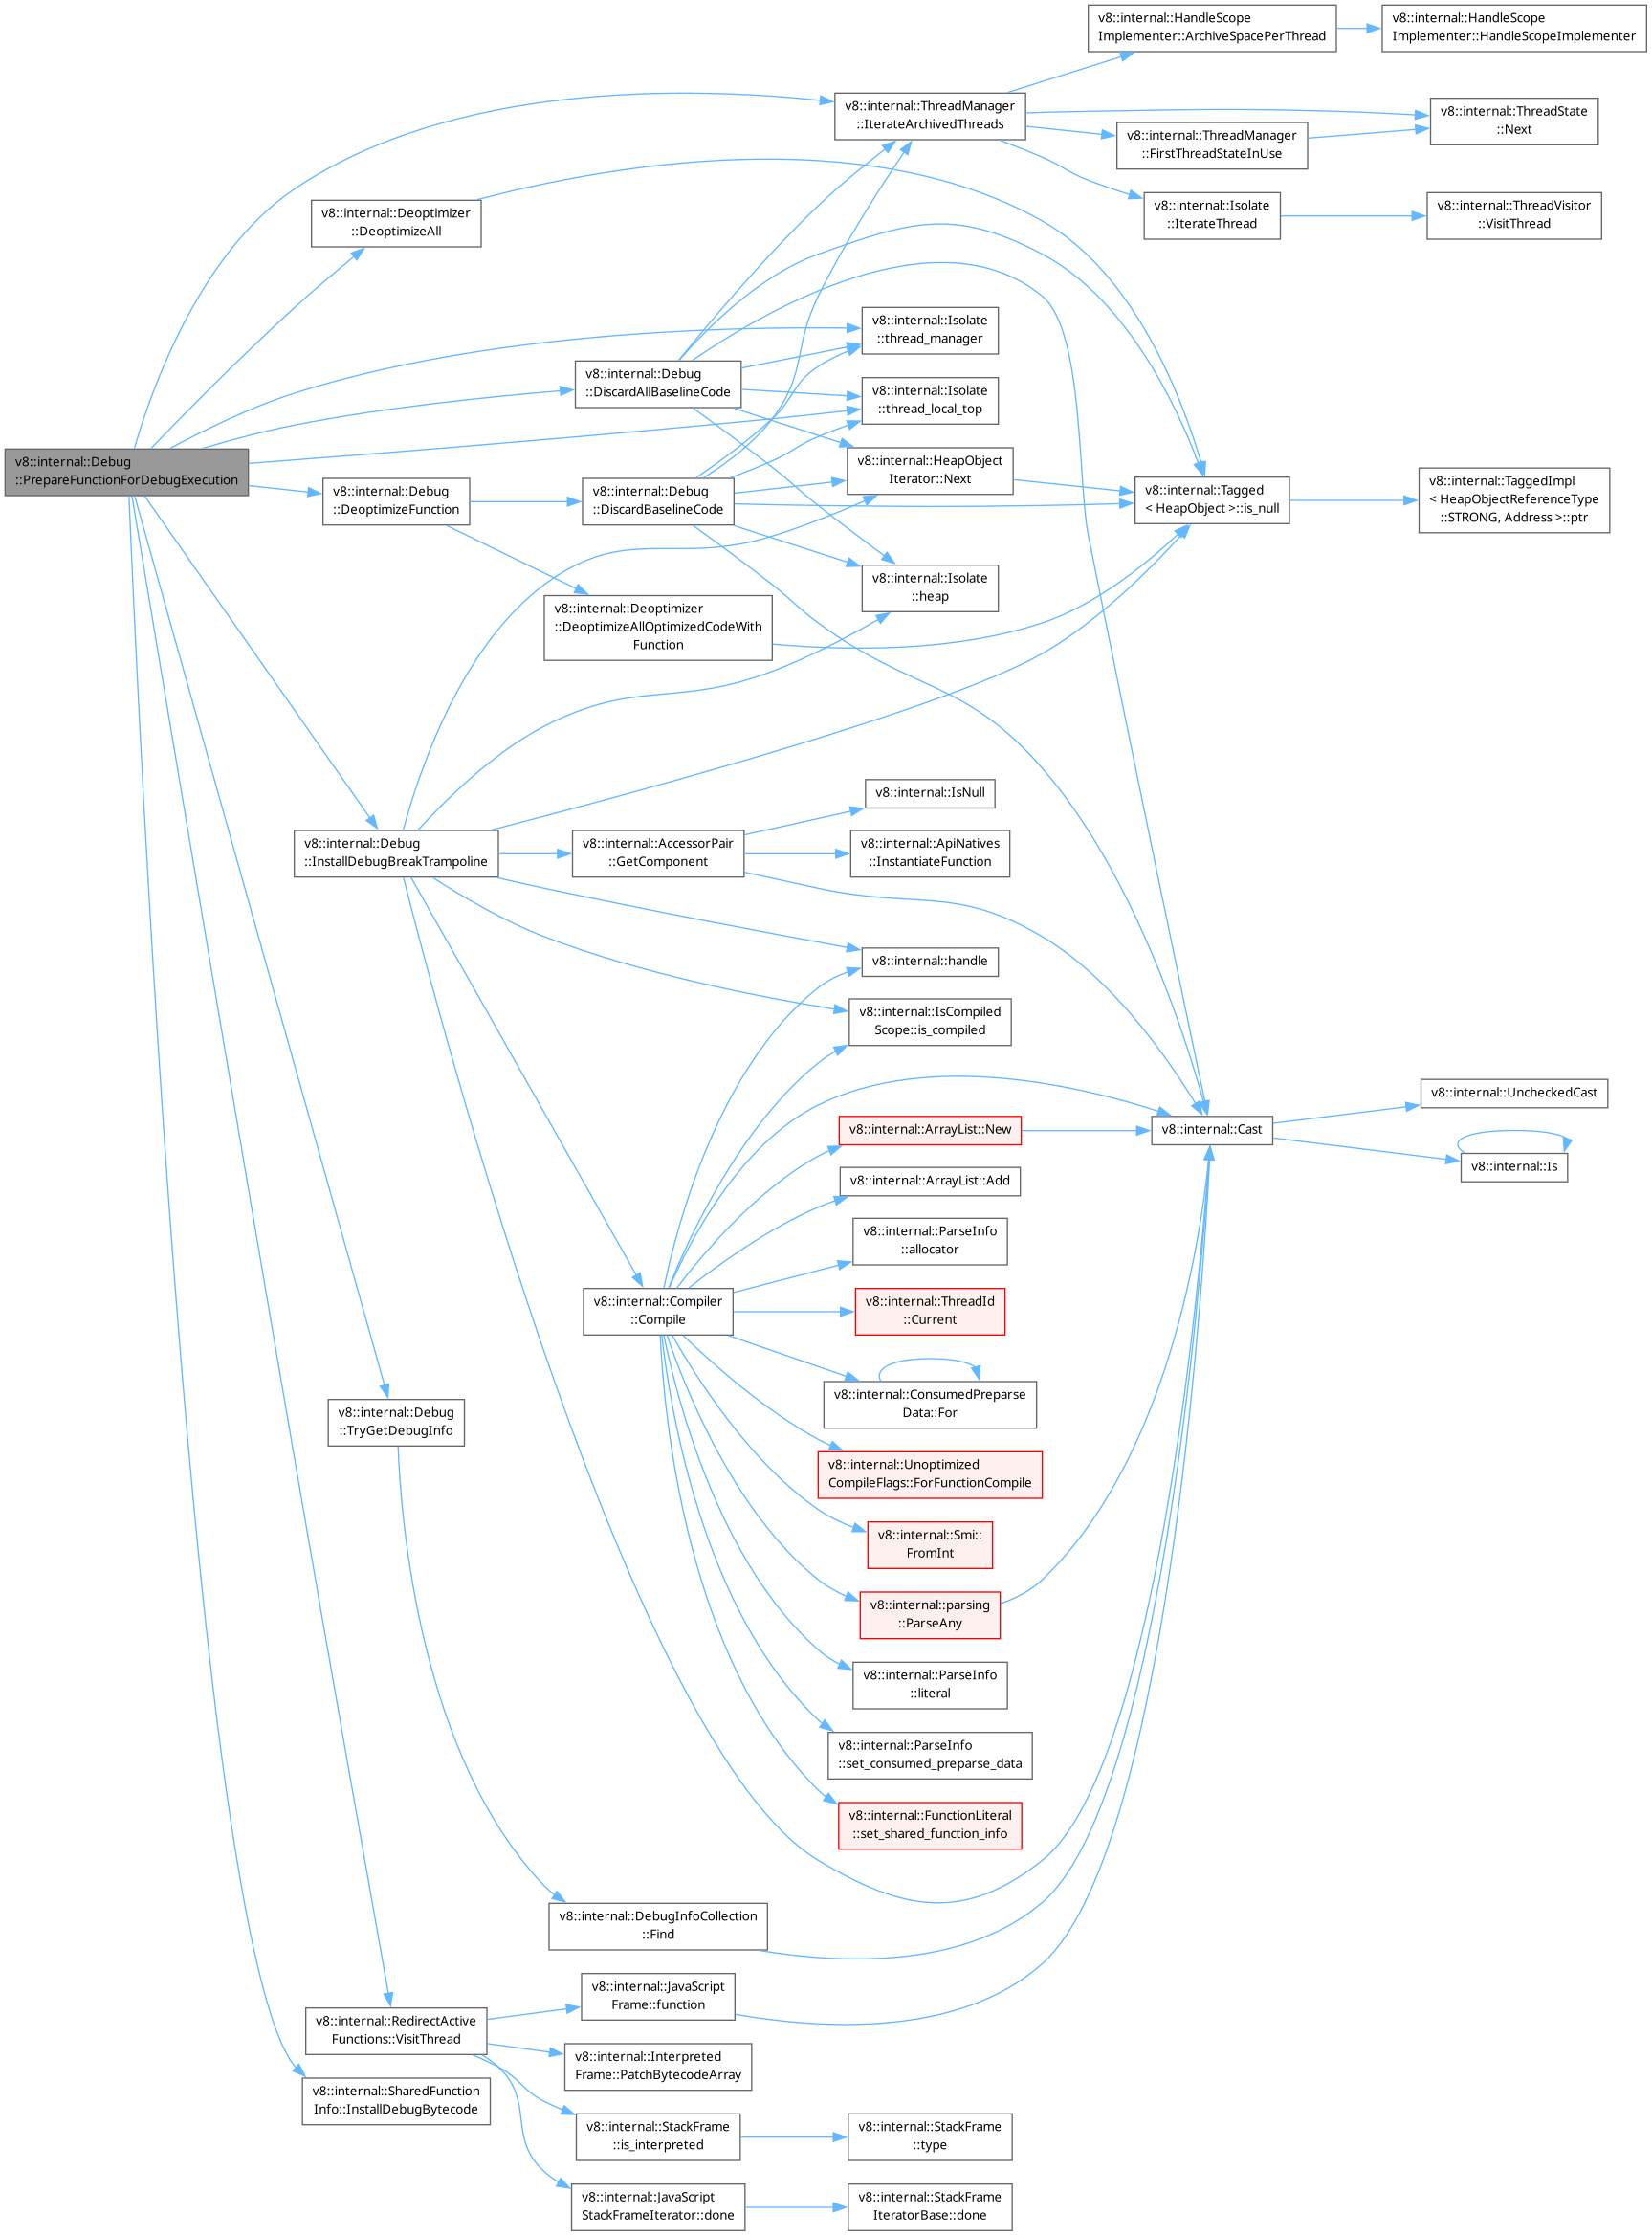 v8::internal::HandleScope
Implementer::ArchiveSpacePerThread
v8::internal::HandleScope
Implementer::HandleScopeImplementer
v8::internal::ThreadManager
::IterateArchivedThreads
v8::internal::ThreadState
::Next
v8::internal::ThreadManager
::FirstThreadStateInUse
v8::internal::Deoptimizer
::DeoptimizeAll
v8::internal::Isolate
::IterateThread
v8::internal::ThreadVisitor
::VisitThread
v8::internal::Isolate
::thread_manager
v8::internal::Debug
::DiscardAllBaselineCode
v8::internal::Isolate
::thread_local_top
v8::internal::Debug
::PrepareFunctionForDebugExecution
v8::internal::Debug
::DeoptimizeFunction
v8::internal::Debug
::DiscardBaselineCode
v8::internal::HeapObject
Iterator::Next
v8::internal::Tagged
< HeapObject >::is_null
v8::internal::TaggedImpl
< HeapObjectReferenceType
::STRONG, Address >::ptr
v8::internal::Isolate
::heap
v8::internal::Deoptimizer
::DeoptimizeAllOptimizedCodeWith
Function
v8::internal::IsNull
v8::internal::Debug
::InstallDebugBreakTrampoline
v8::internal::AccessorPair
::GetComponent
v8::internal::ApiNatives
::InstantiateFunction
v8::internal::handle
v8::internal::IsCompiled
Scope::is_compiled
v8::internal::ArrayList::New
v8::internal::Cast
v8::internal::UncheckedCast
v8::internal::Is
v8::internal::ArrayList::Add
v8::internal::ParseInfo
::allocator
v8::internal::Compiler
::Compile
v8::internal::ThreadId
::Current
v8::internal::ConsumedPreparse
Data::For
v8::internal::Debug
::TryGetDebugInfo
v8::internal::Unoptimized
CompileFlags::ForFunctionCompile
v8::internal::Smi::
FromInt
v8::internal::parsing
::ParseAny
v8::internal::ParseInfo
::literal
v8::internal::ParseInfo
::set_consumed_preparse_data
v8::internal::FunctionLiteral
::set_shared_function_info
v8::internal::DebugInfoCollection
::Find
v8::internal::JavaScript
Frame::function
v8::internal::RedirectActive
Functions::VisitThread
v8::internal::Interpreted
Frame::PatchBytecodeArray
v8::internal::SharedFunction
Info::InstallDebugBytecode
v8::internal::StackFrame
::is_interpreted
v8::internal::StackFrame
::type
v8::internal::JavaScript
StackFrameIterator::done
v8::internal::StackFrame
IteratorBase::done